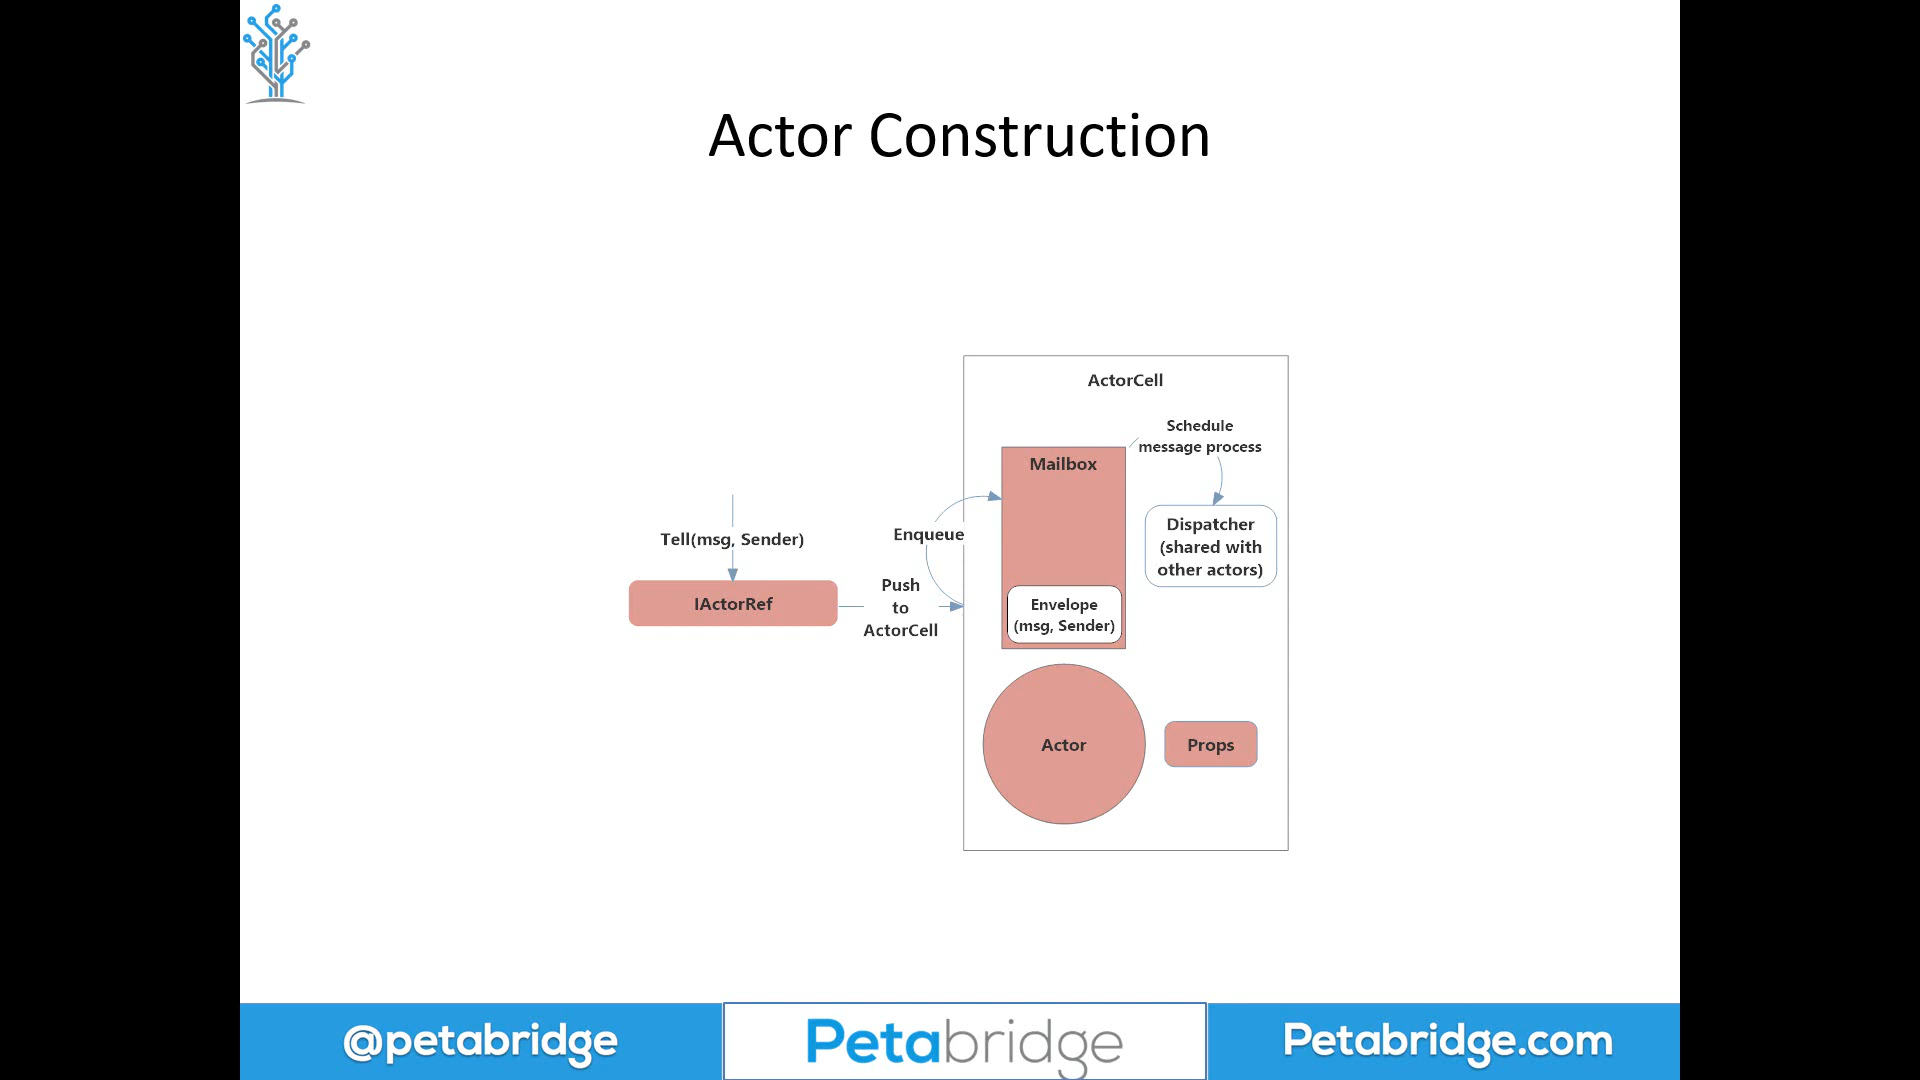 Actor Construction
ActorCell
Schedule
message process
Mailbox
Dispatcher
(shared with
other actors)
Enqueue
Tell(msg, Sender)
Push
to
ActorCell
IActorRef
Envelope
(msg, Sender)
Actor
Props
@petabridge
Petabridge
Petabridge.com